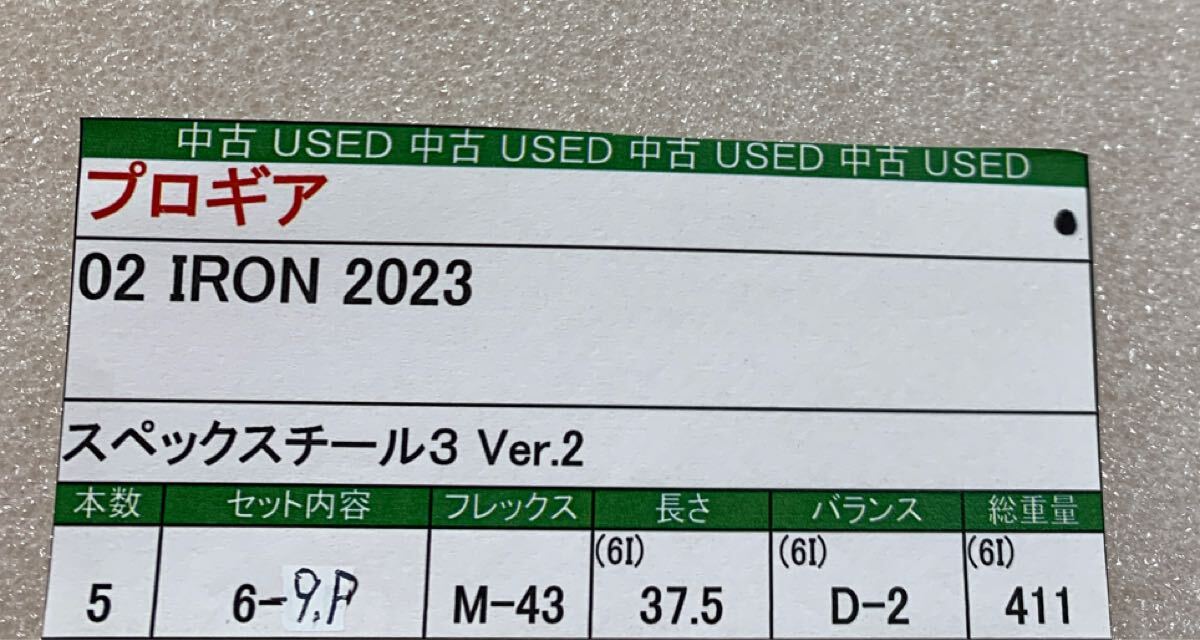 中古 USED 中古 USED 中古 USED 中古 USED
プロギア
02 IRON 2023
スペックスチール3 Ver.2
本数 セット内容 フレックス 長さ バランス 総重量
(6I) (6I) (6I)
5 6-9.P M-43 37.5 D-2 411